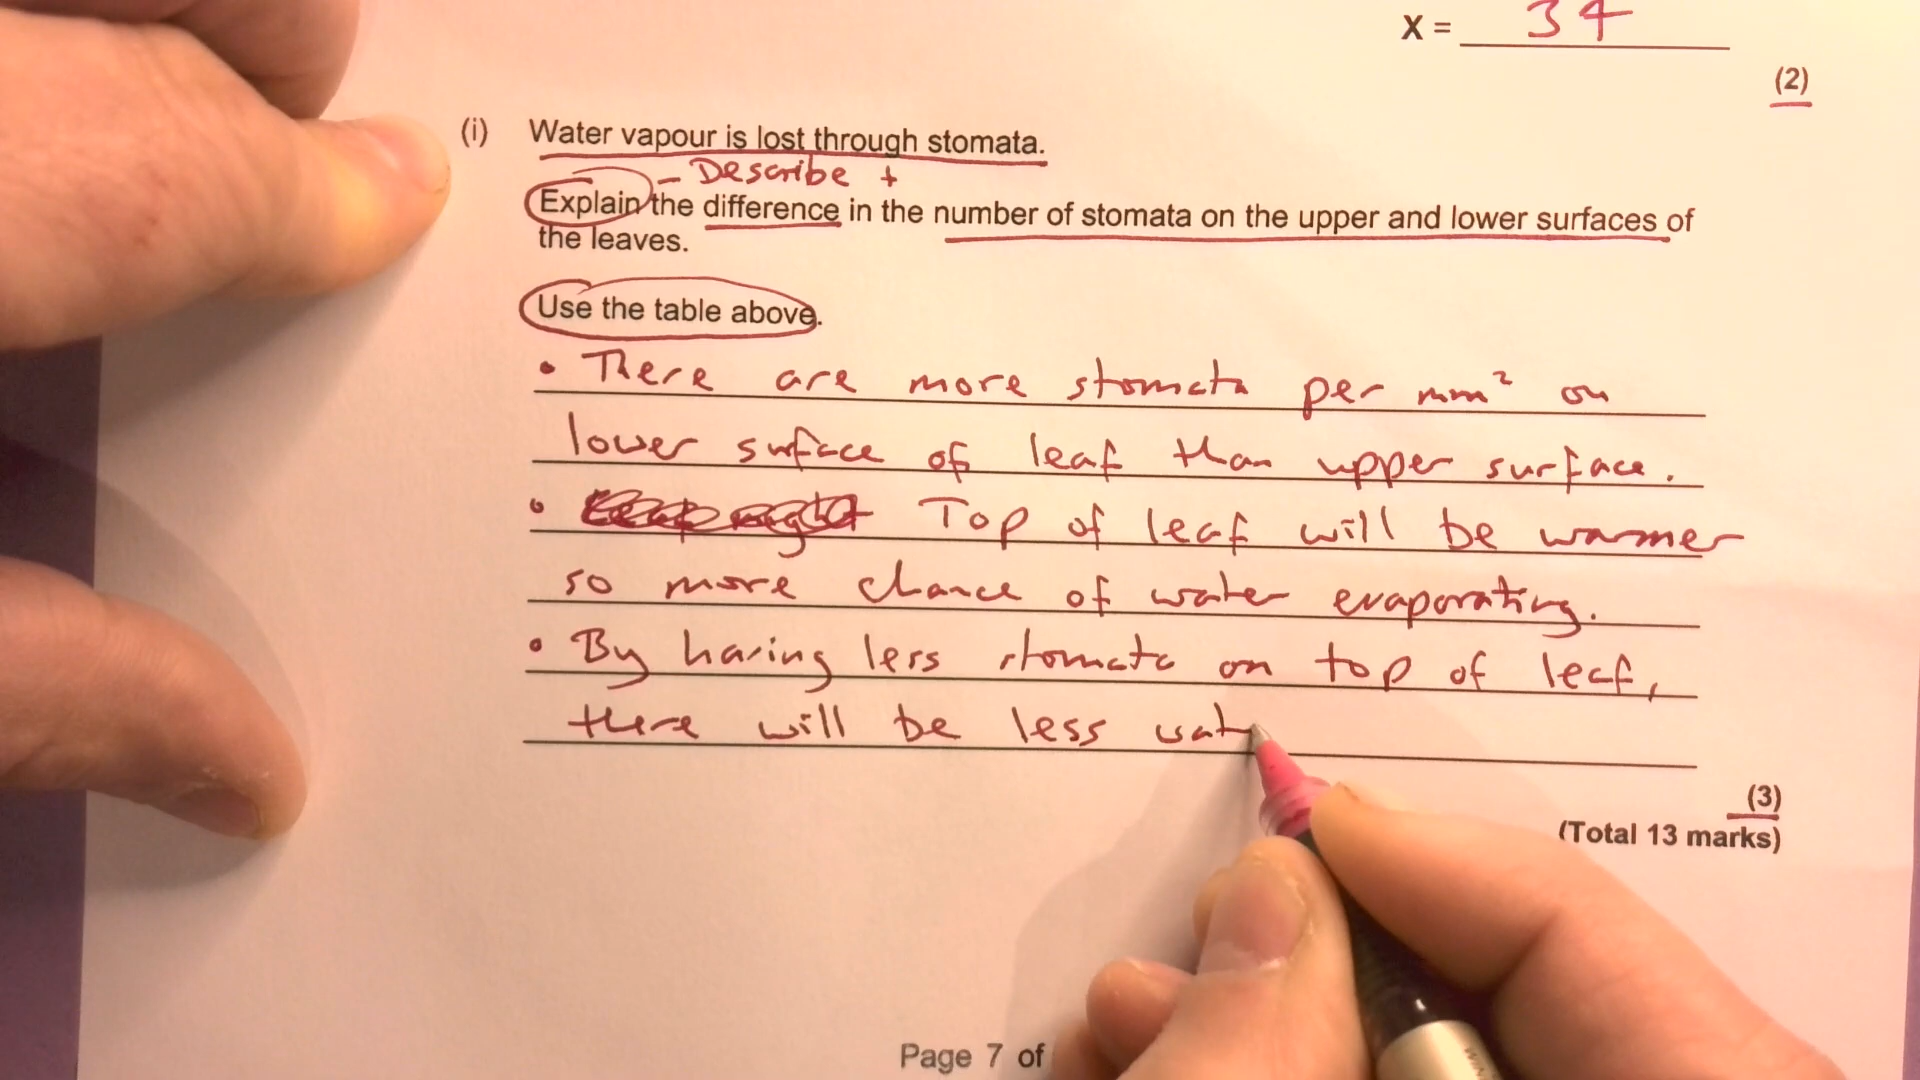 X = 34
(2)
(i) Water vapour is lost through stomata.
- Describe +
Explain the difference in the number of stomata on the upper and lower surfaces of
the leaves.
Use the table above.
• There are more stomata per mm² on
lower surface of leaf than upper surface.
• Top of leaf will be warmer
so more chance of water evaporating.
• By having less stomata on top of leaf,
there will be less wat
(3)
(Total 13 marks)
Page 7 of